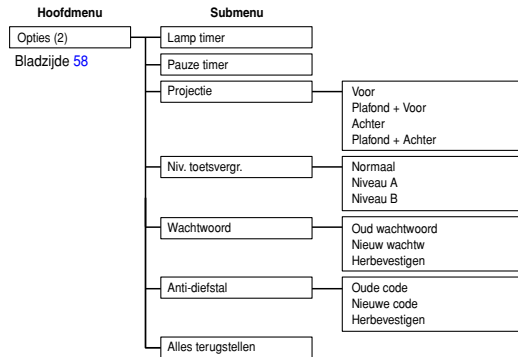 Hoofdmenu
Submenu
Opties (2)
Bladzijde 58
Lamp timer
Pauze timer
Projectie
Voor
Plafond + Voor
Achter
Plafond + Achter
Niv. toetsvergr.
Normaal
Niveau A
Niveau B
Wachtwoord
Oud wachtwoord
Nieuw wachtw
Herbevestigen
Anti-diefstal
Oude code
Nieuwe code
Herbevestigen
Alles terugstellen